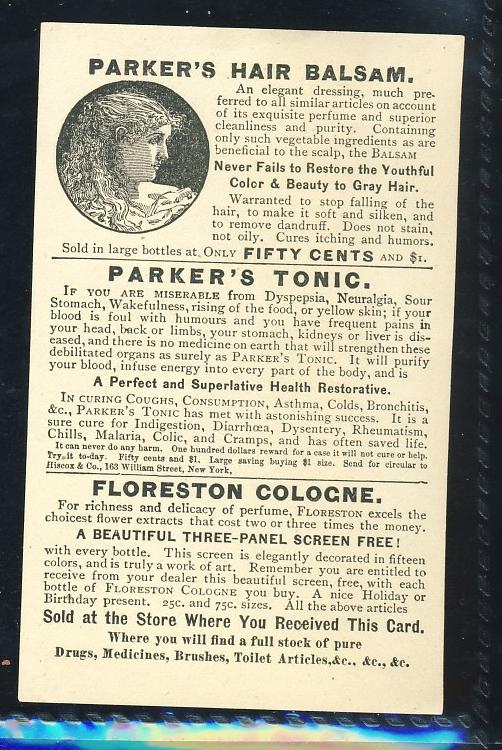 PARKER'S HAIR BALSAM.
An elegant dressing, much pre-
ferred to all similar articles on account
of its exquisite perfume and superior
cleanliness and purity. Containing
only such vegetable ingredients as are
beneficial to the scalp, the BALSAM
Never Fails to Restore the Youthful
Color & Beauty to Gray Hair.
Warranted to stop falling of the
hair, to make it soft and silken, and
to remove dandruff. Does not stain,
not oily. Cures itching and humors.
Sold in large bottles at ONLY FIFTY CENTS AND $1.
PARKER'S TONIC.
IF YOU ARE MISERABLE from Dyspepsia, Neuralgia, Sour
Stomach, Wakefulness, rising of the food, or yellow skin; if your
blood is foul with humours and you have frequent pains in
your head, back or limbs, your stomach, kidneys or liver is dis-
eased, and there is no medicine on earth that will strengthen these
debilitated organs as surely as PARKER'S TONIC. It will purify
your blood, infuse energy into every part of the body, and is
A Perfect and Superlative Health Restorative.
IN CURING COUGHS, CONSUMPTION, Asthma, Colds, Bronchitis,
&c., PARKER'S TONIC has met with astonishing success. It is a
sure cure for Indigestion, Diarrhœa, Dysentery, Rheumatism,
Chills, Malaria, Colic, and Cramps, and has often saved life.
It can never do any harm. One hundred dollars reward for a case it will not cure or help.
Try it to-day. Fifty cents and $1. Large saving buying $1 size. Send for circular to
Hiscox & Co., 163 William Street, New York.
FLORESTON COLOGNE.
For richness and delicacy of perfume, FLORESTON excels the
choicest flower extracts that cost two or three times the money.
A BEAUTIFUL THREE-PANEL SCREEN FREE!
with every bottle. This screen is elegantly decorated in fifteen
colors, and is truly a work of art. Remember you are entitled to
receive from your dealer this beautiful screen, free, with each
bottle of FLORESTON COLOGNE you buy. A nice Holiday or
Birthday present. 25c. and 75c. sizes. All the above articles
Sold at the Store Where You Received This Card.
Where you will find a full stock of pure
Drugs, Medicines, Brushes, Toilet Articles,&c., &c., &c.